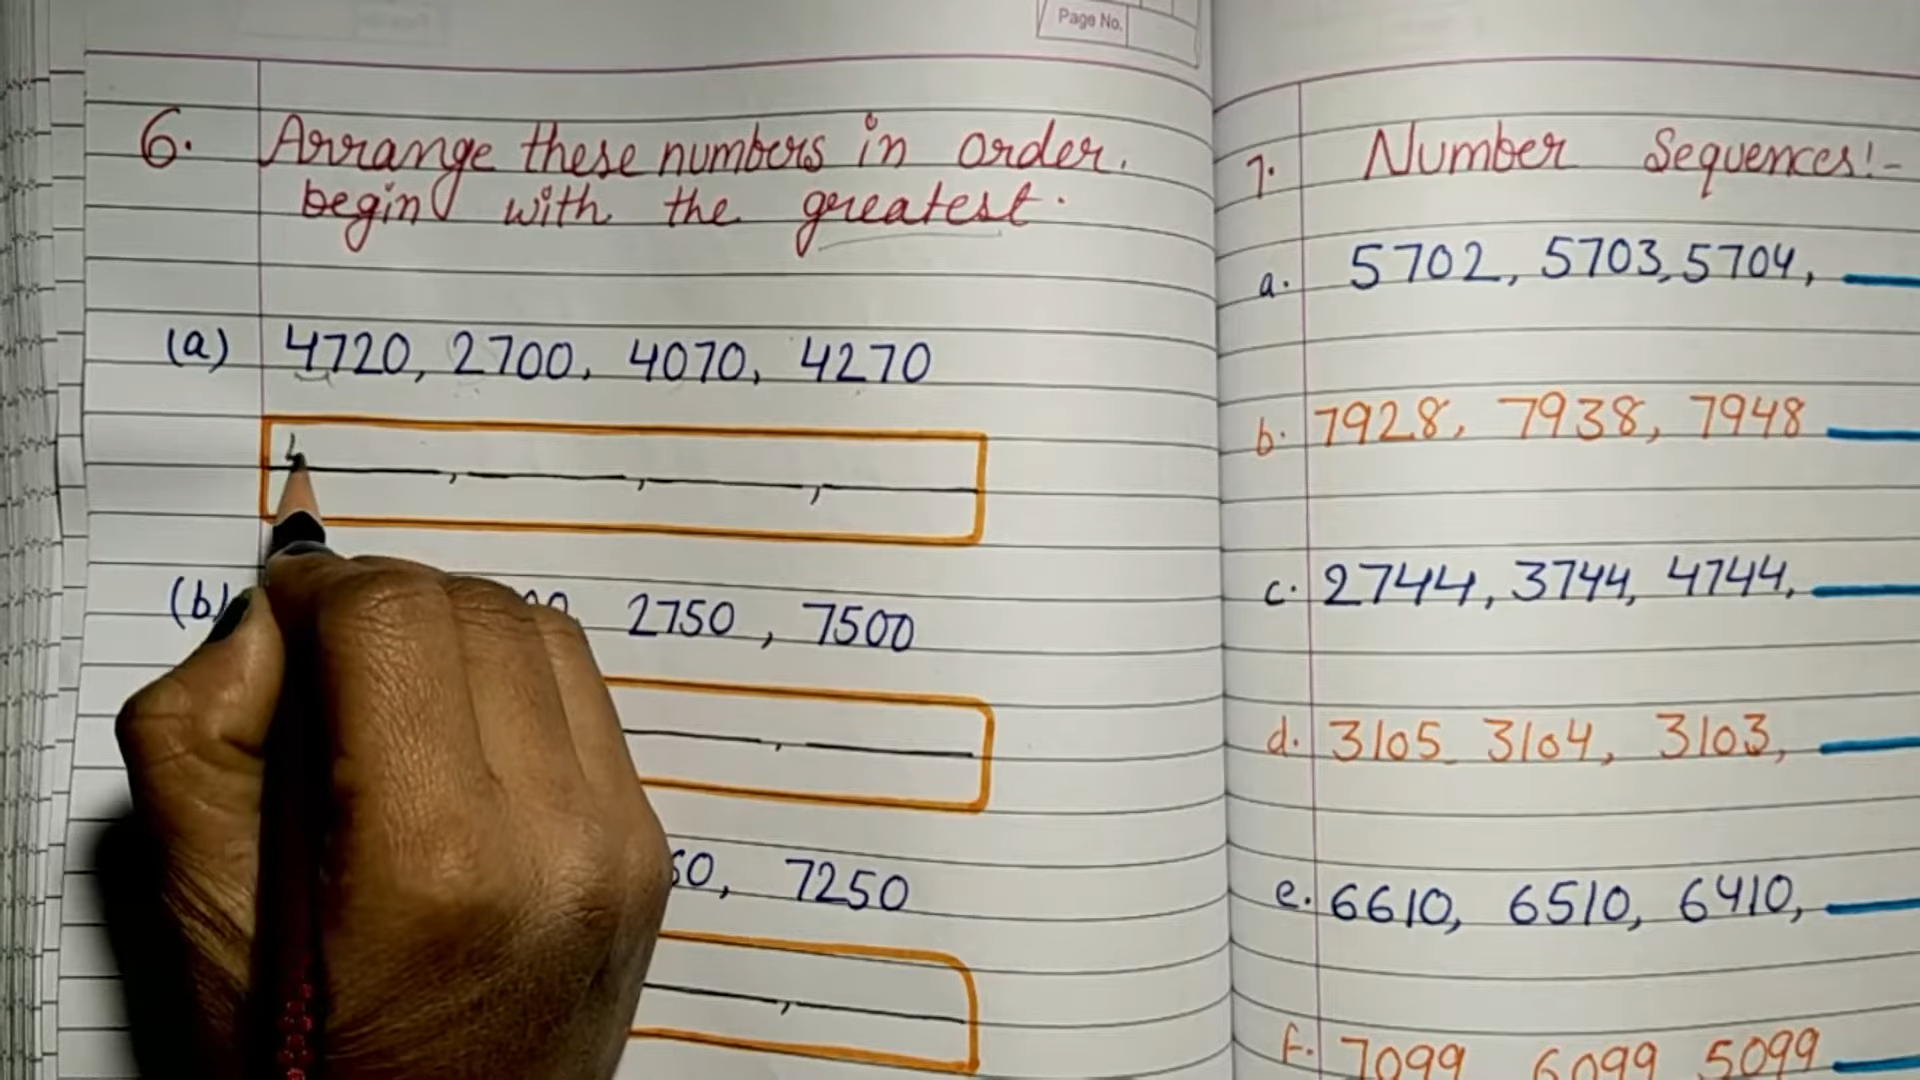 Page No.
6. Arrange these numbers in order.
begin with the greatest.
(a) 4720, 2700, 4070, 4270
4
(b) 2750, 7500
50, 7250
7. Number Sequences!-
a. 5702, 5703, 5704,
b. 7928, 7938, 7948
c. 2744, 3744, 4744,
d. 3105 3104, 3103,
e. 6610, 6510, 6410,
f. 7099 6099 5099